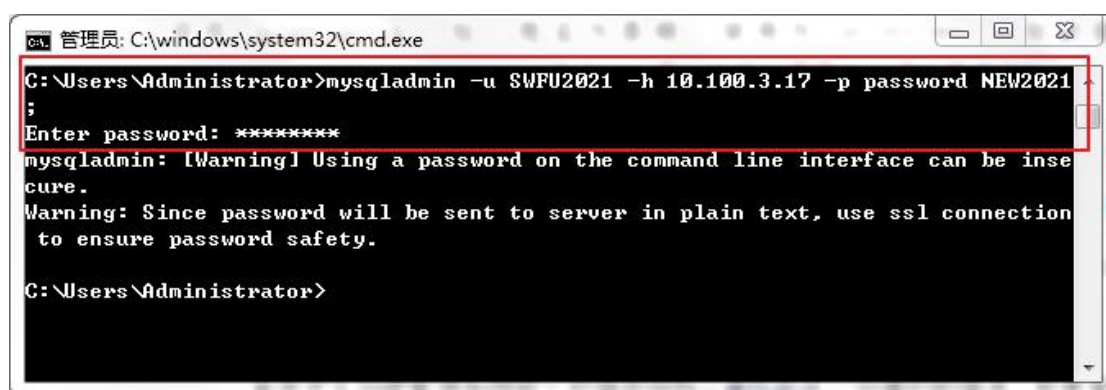 管理员: C:\windows\system32\cmd.exe
C:\Users\Administrator>mysqladmin -u SWFU2021 -h 10.100.3.17 -p password NEW2021
;
Enter password: ********
mysqladmin: [Warning] Using a password on the command line interface can be inse
cure.
Warning: Since password will be sent to server in plain text, use ssl connection
 to ensure password safety.
C:\Users\Administrator>